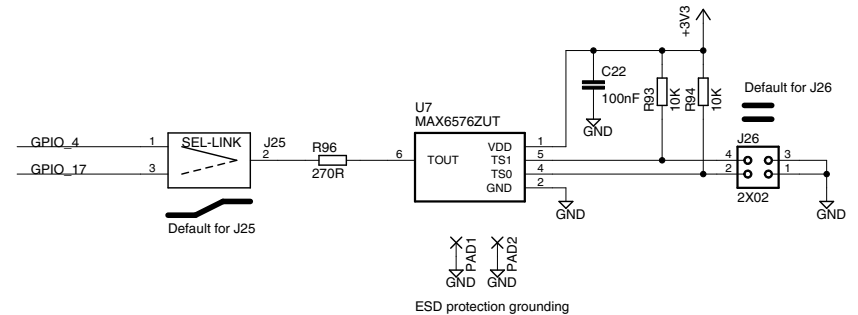 +3V3
C22
100nF
GND
R93
10K
R94
10K
Default for J26
U7
MAX6576ZUT
J26
GPIO_4
1
SEL-LINK
J25
2
R96
270R
6
TOUT
VDD
1
TS1
5
TS0
4
GND
2
GPIO_17
3
4
3
2
1
2X02
GND
GND
Default for J25
PAD1
PAD2
GND
GND
ESD protection grounding